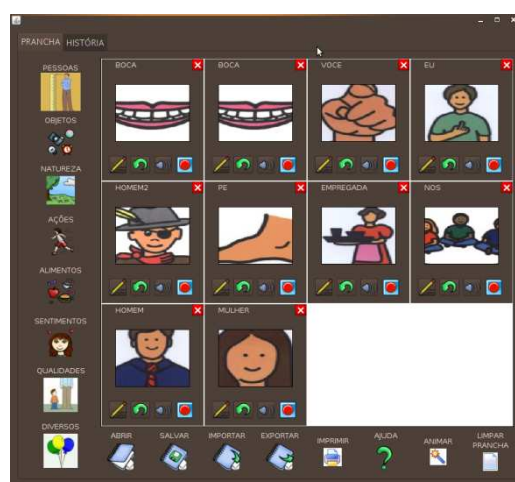 PRANCHA HISTÓRIA
PESSOAS
OBJETOS
NATUREZA
AÇÕES
ALIMENTOS
SENTIMENTOS
QUALIDADES
DIVERSOS
BOCA BOCA VOCE EU
HOMEM2 PE EMPREGADA NOS
HOMEM MULHER
ABRIR SALVAR IMPORTAR EXPORTAR IMPRIMIR AJUDA ANIMAR LIMPAR
PRANCHA